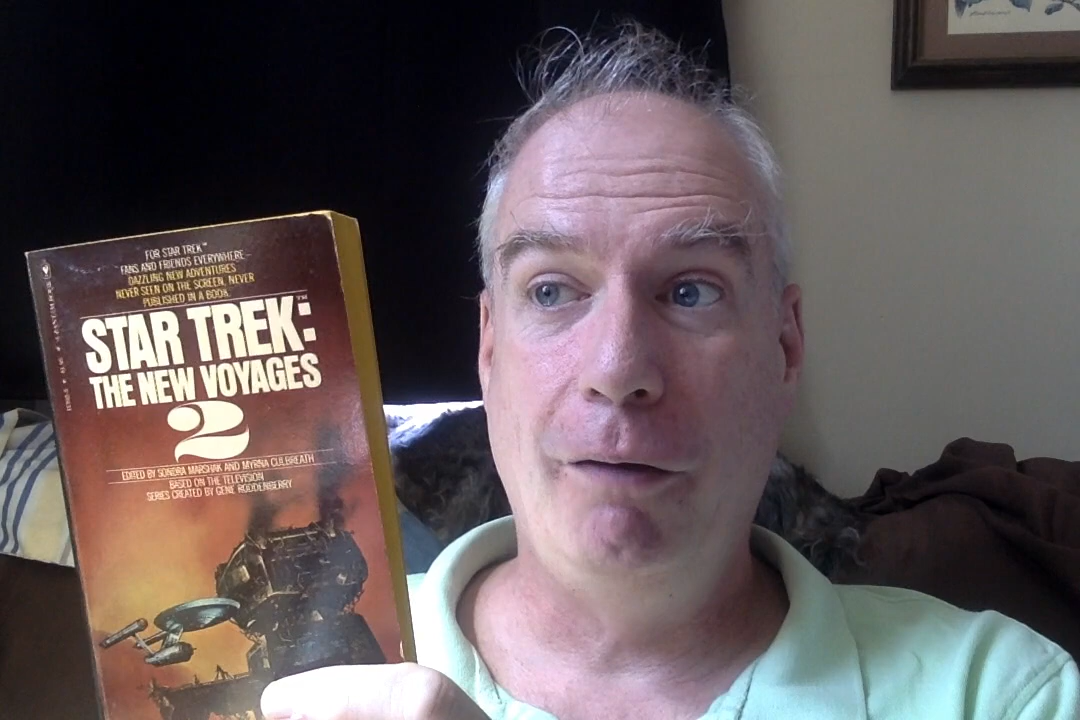 FOR STAR TREK™
FANS AND FRIENDS EVERYWHERE—
DAZZLING NEW ADVENTURES
NEVER SEEN ON THE SCREEN, NEVER
PUBLISHED IN A BOOK.
STAR TREK:™
THE NEW VOYAGES
2
EDITED BY SONDRA MARSHAK AND MYRNA CULBREATH
BASED ON THE TELEVISION
SERIES CREATED BY GENE RODDENBERRY